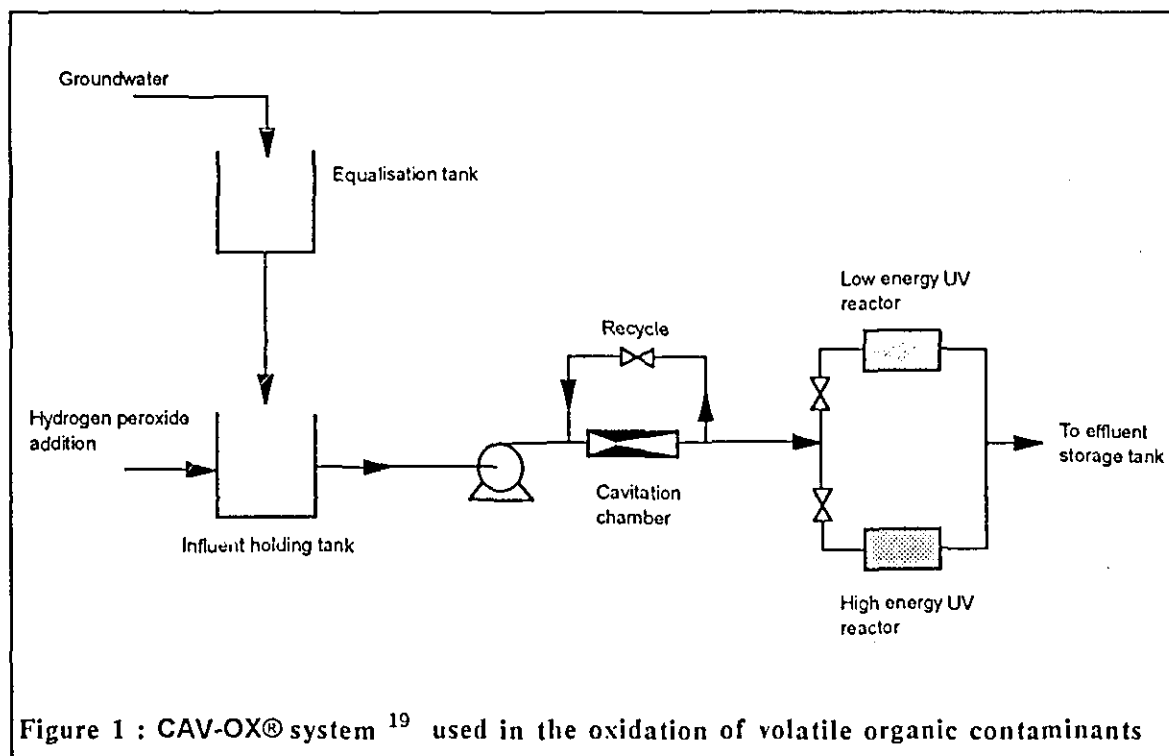 Groundwater
Equalisation tank
Low energy UV
reactor
Recycle
Hydrogen peroxide
addition
To effluent
storage tank
Cavitation
chamber
Influent holding tank
High energy UV
reactor
Figure 1 : CAV-OX® system 19 used in the oxidation of volatile organic contaminants